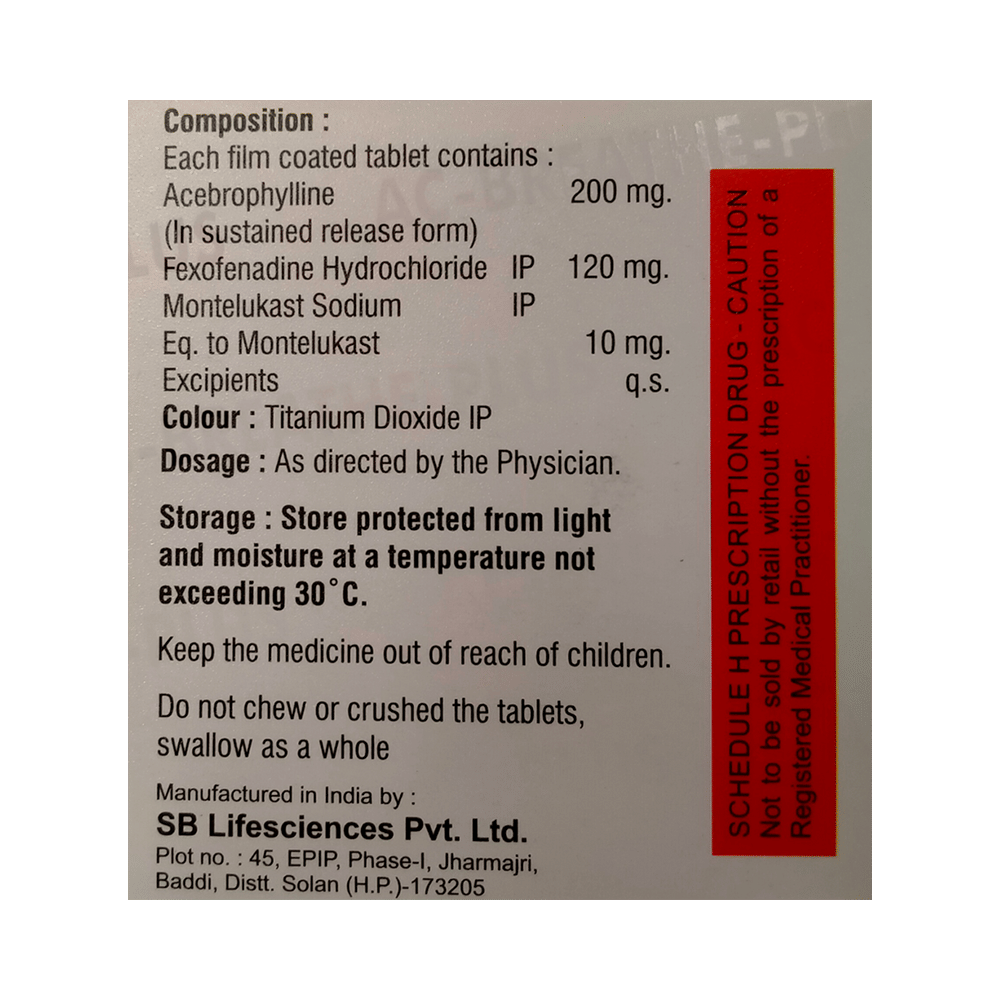 Composition :
Each film coated tablet contains :
Acebrophylline 200 mg.
(In sustained release form)
Fexofenadine Hydrochloride IP 120 mg.
Montelukast Sodium IP
Eq. to Montelukast 10 mg.
Excipients q.s.
Colour : Titanium Dioxide IP
Dosage : As directed by the Physician.
Storage : Store protected from light
and moisture at a temperature not
exceeding 30°C.
Keep the medicine out of reach of children.
Do not chew or crushed the tablets,
swallow as a whole
Manufactured in India by :
SB Lifesciences Pvt. Ltd.
Plot no. : 45, EPIP, Phase-I, Jharmajri,
Baddi, Distt. Solan (H.P.)-173205
SCHEDULE H PRESCRIPTION DRUG - CAUTION
Not to be sold by retail without the prescription of a
Registered Medical Practitioner.
AC-BREATHE-PLU